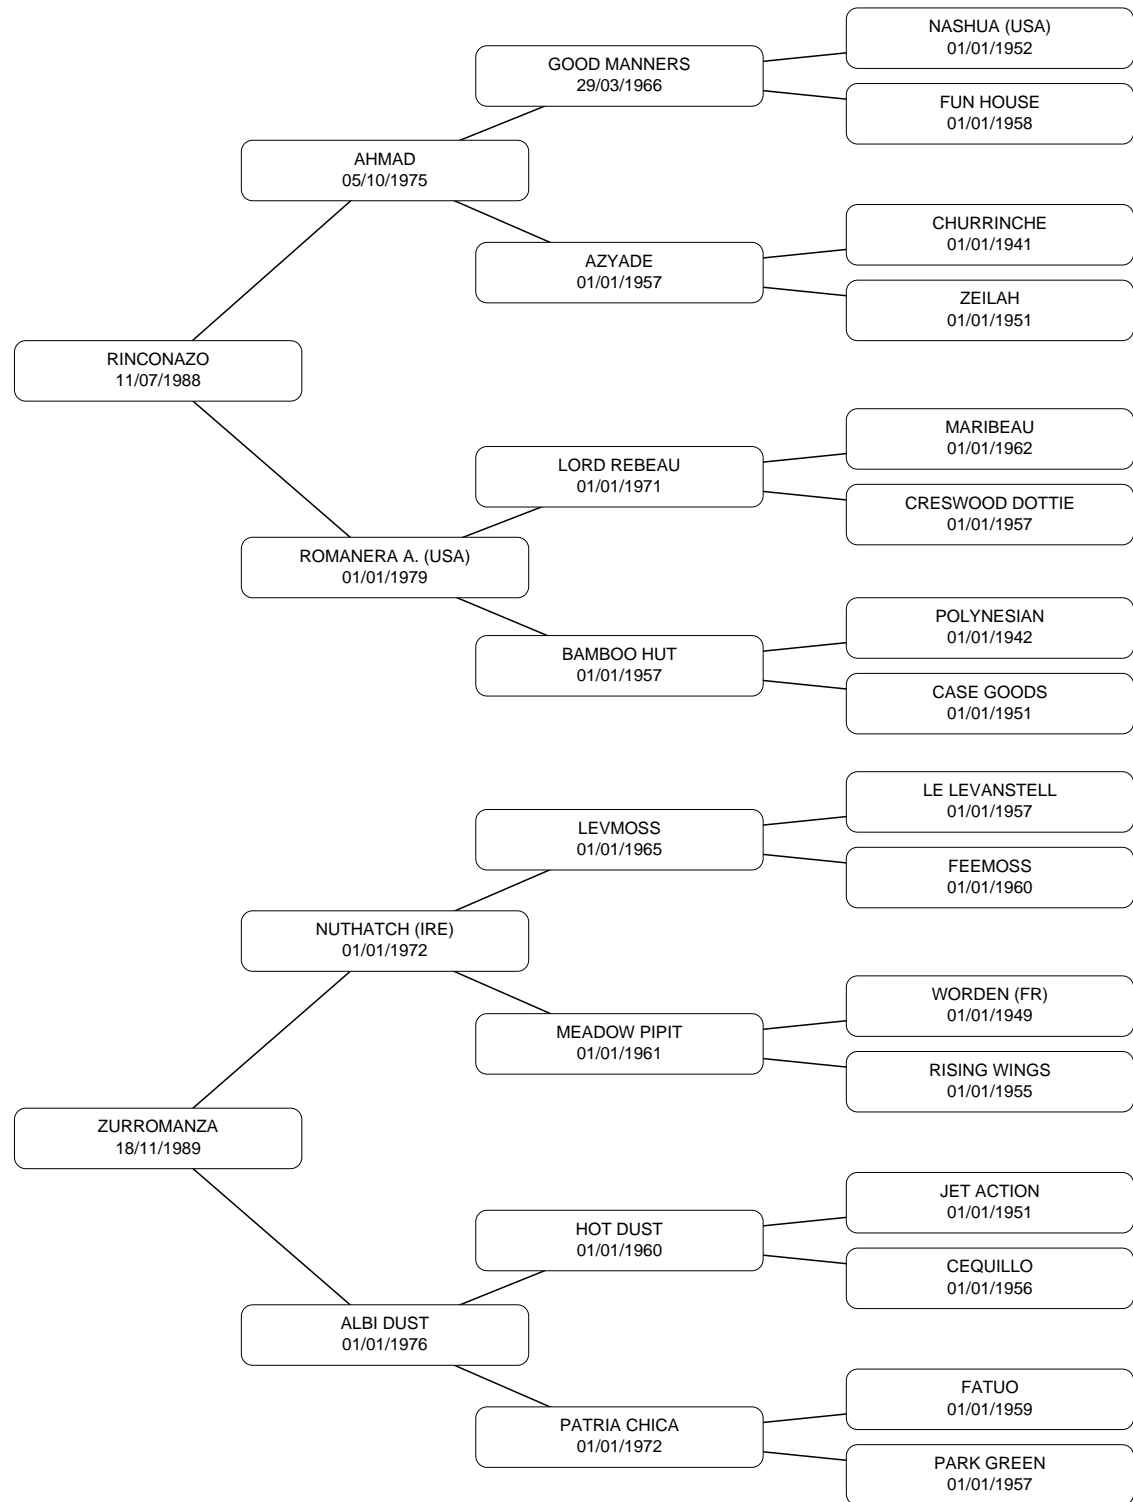 NASHUA (USA)
01/01/1952
GOOD MANNERS
29/03/1966
FUN HOUSE
01/01/1958
AHMAD
05/10/1975
CHURRINCHE
01/01/1941
AZYADE
01/01/1957
ZEILAH
01/01/1951
RINCONAZO
11/07/1988
MARIBEAU
01/01/1962
LORD REBEAU
01/01/1971
CRESWOOD DOTTIE
01/01/1957
ROMANERA A. (USA)
01/01/1979
POLYNESIAN
01/01/1942
BAMBOO HUT
01/01/1957
CASE GOODS
01/01/1951
LE LEVANSTELL
01/01/1957
LEVMOSS
01/01/1965
FEEMOSS
01/01/1960
NUTHATCH (IRE)
01/01/1972
WORDEN (FR)
01/01/1949
MEADOW PIPIT
01/01/1961
RISING WINGS
01/01/1955
ZURROMANZA
18/11/1989
JET ACTION
01/01/1951
HOT DUST
01/01/1960
CEQUILLO
01/01/1956
ALBI DUST
01/01/1976
FATUO
01/01/1959
PATRIA CHICA
01/01/1972
PARK GREEN
01/01/1957